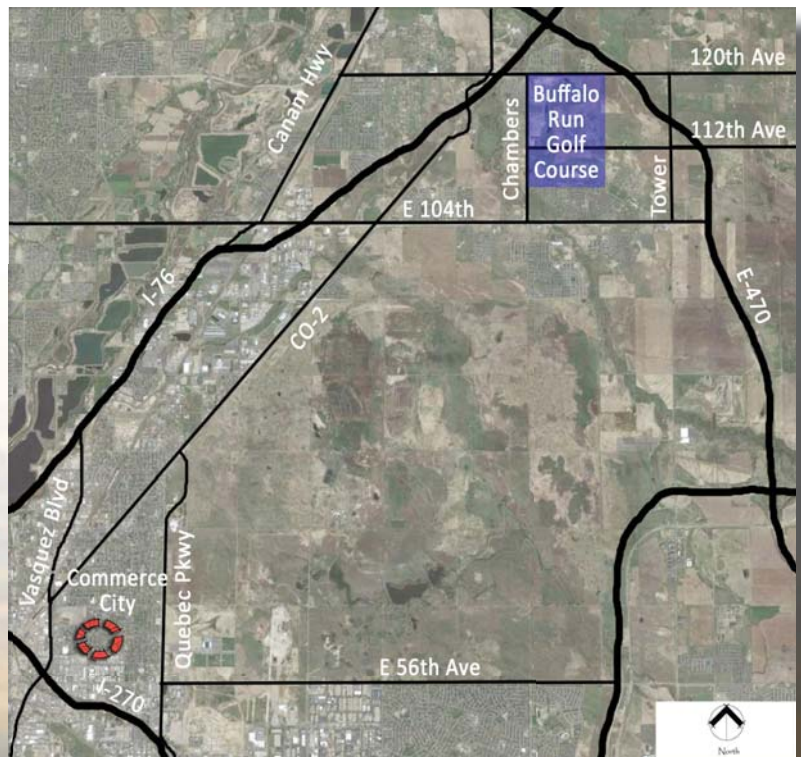 120th Ave
Canam Hwy
Buffalo
Run
Golf
Course
112th Ave
Chambers
Tower
E 104th
I-76
E-470
CO-2
Vasquez Blvd
Commerce
City
Quebec Pkwy
E 56th Ave
I-270
North